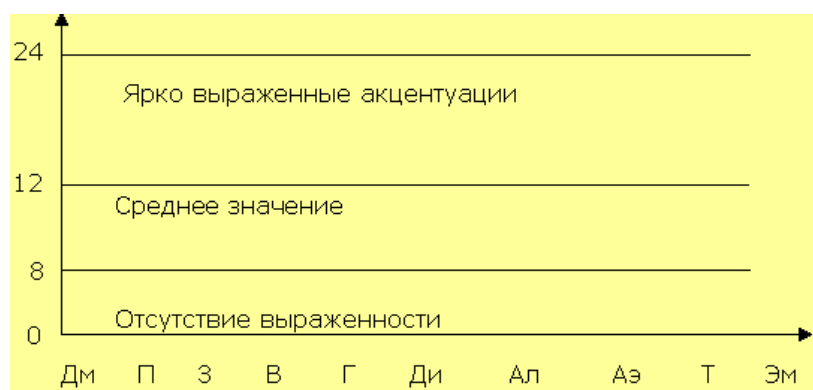 24
Ярко выраженные акцентуации
12
Среднее значение
8
Отсутствие выраженности
0
Дм П З В Г Ди Ал Аэ Т Эм